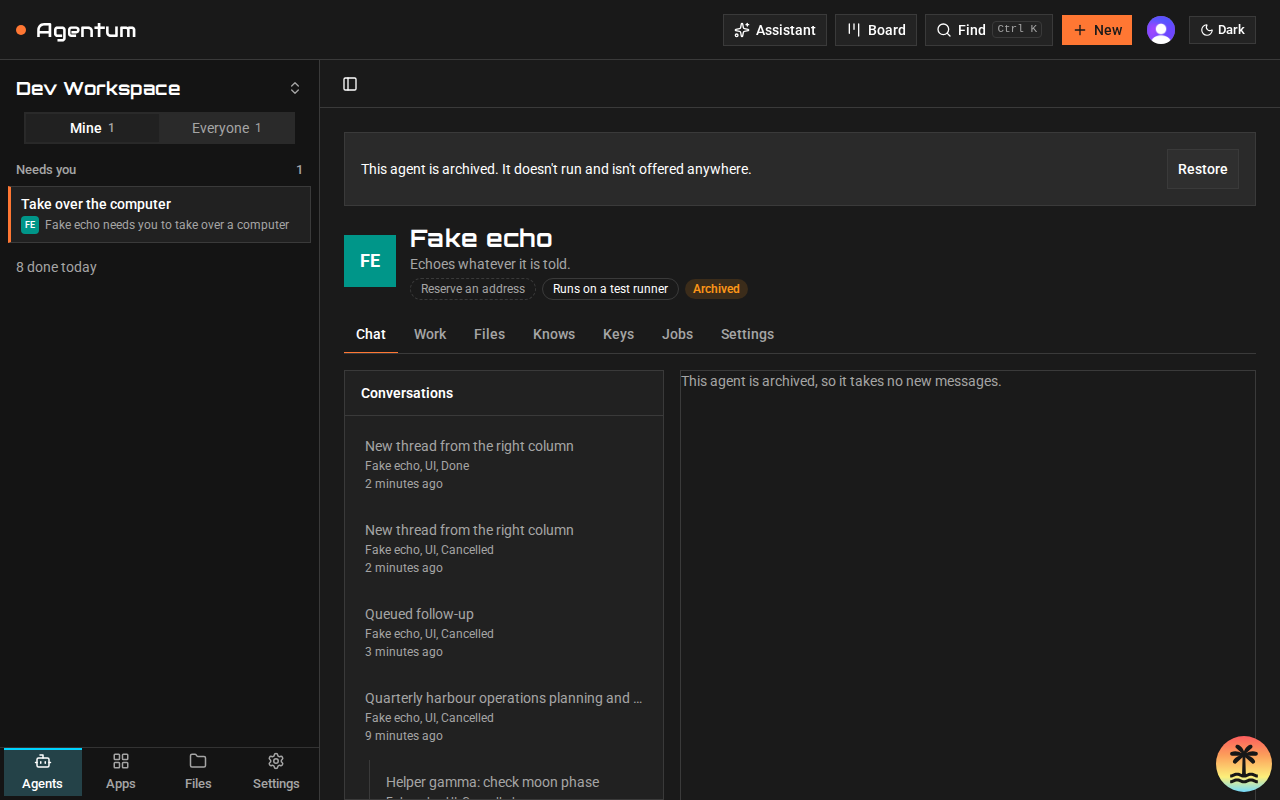 Agentum
Assistant
Board
Find Ctrl K
New
Dark
Dev Workspace
Mine 1
Everyone 1
Needs you 1
Take over the computer
FE Fake echo needs you to take over a computer
8 done today
Agents
Apps
Files
Settings
This agent is archived. It doesn't run and isn't offered anywhere.
Restore
FE
Fake echo
Echoes whatever it is told.
Reserve an address
Runs on a test runner
Archived
Chat
Work
Files
Knows
Keys
Jobs
Settings
Conversations
New thread from the right column
Fake echo, UI, Done
2 minutes ago
New thread from the right column
Fake echo, UI, Cancelled
2 minutes ago
Queued follow-up
Fake echo, UI, Cancelled
3 minutes ago
Quarterly harbour operations planning and ...
Fake echo, UI, Cancelled
9 minutes ago
Helper gamma: check moon phase
This agent is archived, so it takes no new messages.